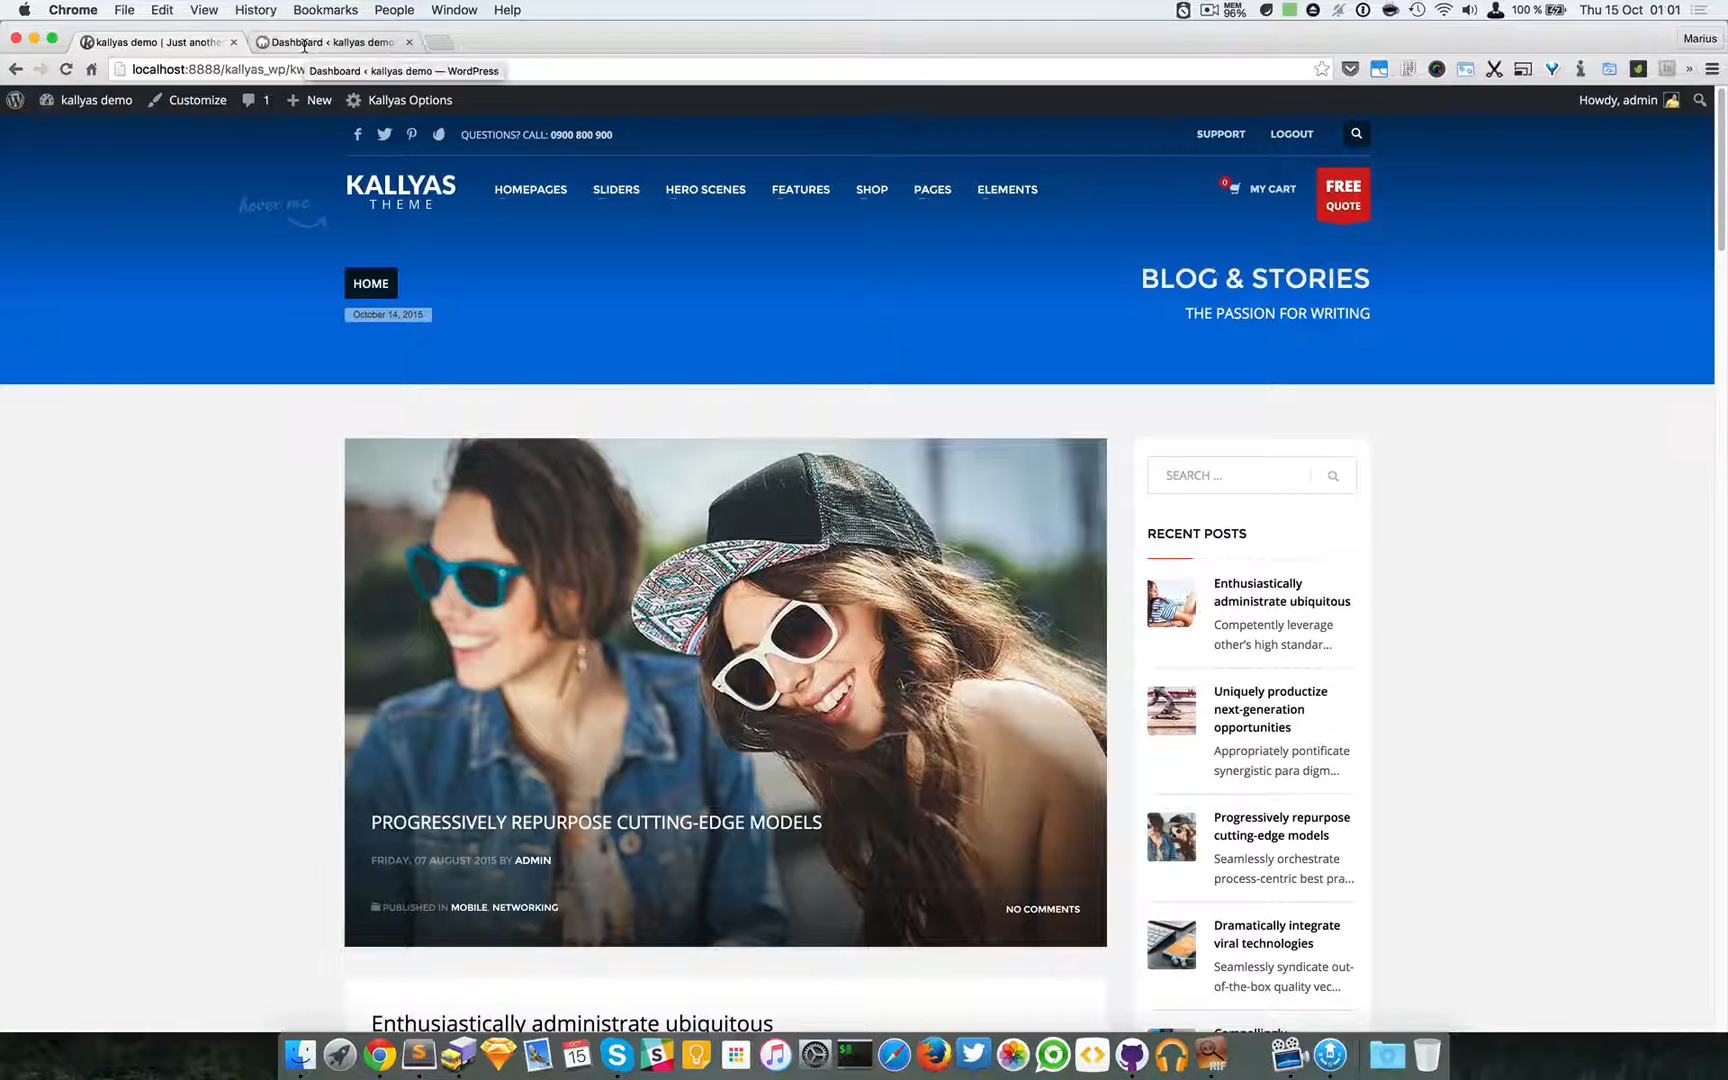 Chrome File Edit View History Bookmarks People Window Help
MEM 96% 100 % Thu 15 Oct 01:01
kallyas demo | Just anothe
Dashboard ‹ kallyas demo
Marius
localhost:8888/kallyas_wp/kw
Dashboard ‹ kallyas demo — WordPress
kallyas demo Customize 1 New Kallyas Options
Howdy, admin
QUESTIONS? CALL: 0900 800 900
SUPPORT LOGOUT
KALLYAS
THEME
hover me
HOMEPAGES SLIDERS HERO SCENES FEATURES SHOP PAGES ELEMENTS
0 MY CART
FREE
QUOTE
HOME
October 14, 2015
BLOG & STORIES
THE PASSION FOR WRITING
PROGRESSIVELY REPURPOSE CUTTING-EDGE MODELS
FRIDAY, 07 AUGUST 2015 BY ADMIN
PUBLISHED IN MOBILE, NETWORKING
NO COMMENTS
Enthusiastically administrate ubiquitous
SEARCH ...
RECENT POSTS
Enthusiastically
administrate ubiquitous
Competently leverage
other's high standar...
Uniquely productize
next-generation
opportunities
Appropriately pontificate
synergistic para digm...
Progressively repurpose
cutting-edge models
Seamlessly orchestrate
process-centric best pra...
Dramatically integrate
viral technologies
Seamlessly syndicate out-
of-the-box quality vec...
OCT
15
RIF